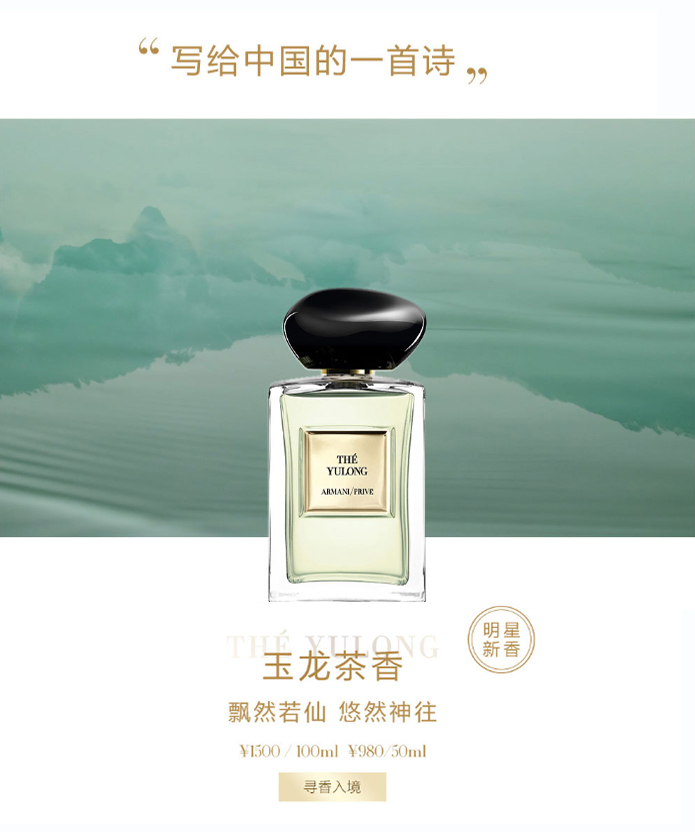 “写给中国的一首诗”
THÉ
YULONG
ARMANI/PRIVÉ
THÉ YULONG
明星
新香
玉龙茶香
飘然若仙 悠然神往
¥1500 / 100ml ¥980/50ml
寻香入境